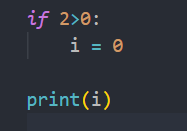 if 2>0:
    i = 0

print(i)